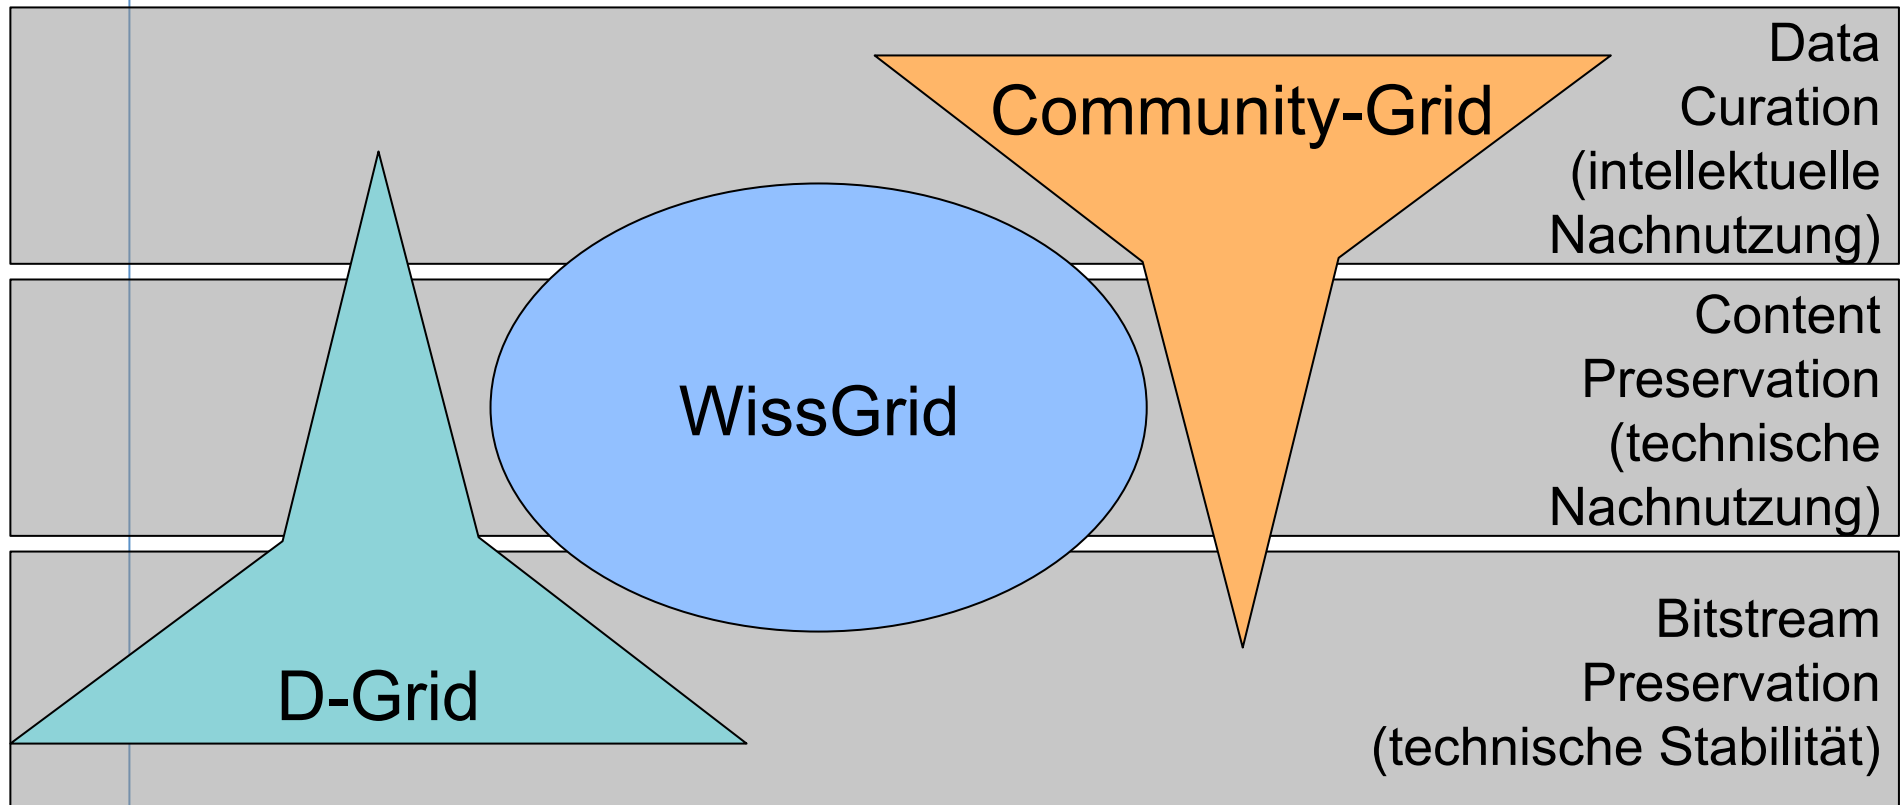 Data
Curation
(intellektuelle
Nachnutzung)
Community-Grid
Content
Preservation
(technische
Nachnutzung)
WissGrid
Bitstream
Preservation
(technische Stabilität)
D-Grid